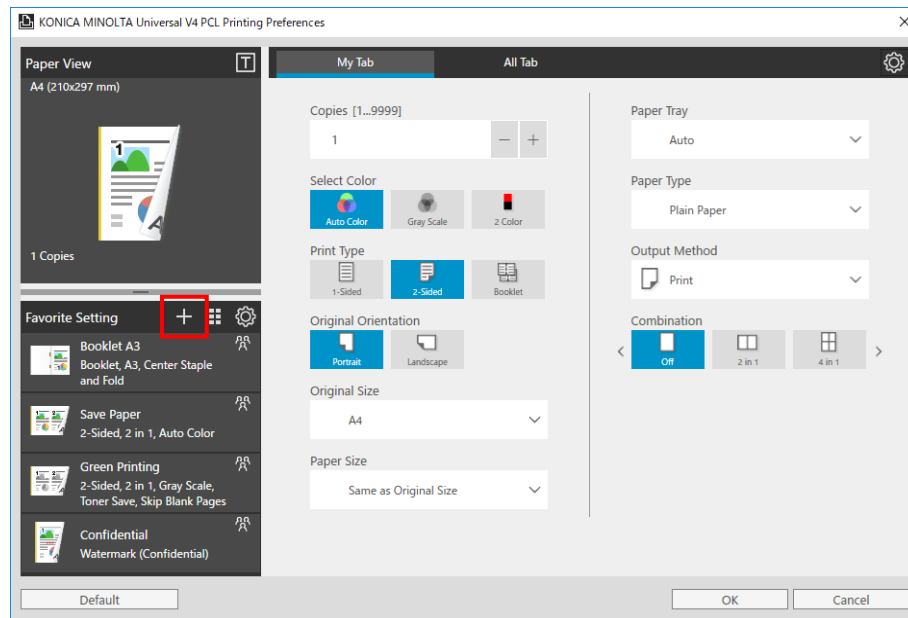 KONICA MINOLTA Universal V4 PCL Printing Preferences
Paper View
T
A4 (210x297 mm)
1
A
1 Copies
Favorite Setting
Booklet A3
Booklet, A3, Center Staple
and Fold
Save Paper
2-Sided, 2 in 1, Auto Color
Green Printing
2-Sided, 2 in 1, Gray Scale,
Toner Save, Skip Blank Pages
Confidential
Watermark (Confidential)
My Tab
All Tab
Copies [1...9999]
1
Select Color
Auto Color
Gray Scale
2 Color
Print Type
1-Sided
2-Sided
Booklet
Original Orientation
Portrait
Landscape
Original Size
A4
Paper Size
Same as Original Size
Paper Tray
Auto
Paper Type
Plain Paper
Output Method
Print
Combination
Off
2 in 1
4 in 1
Default
OK
Cancel